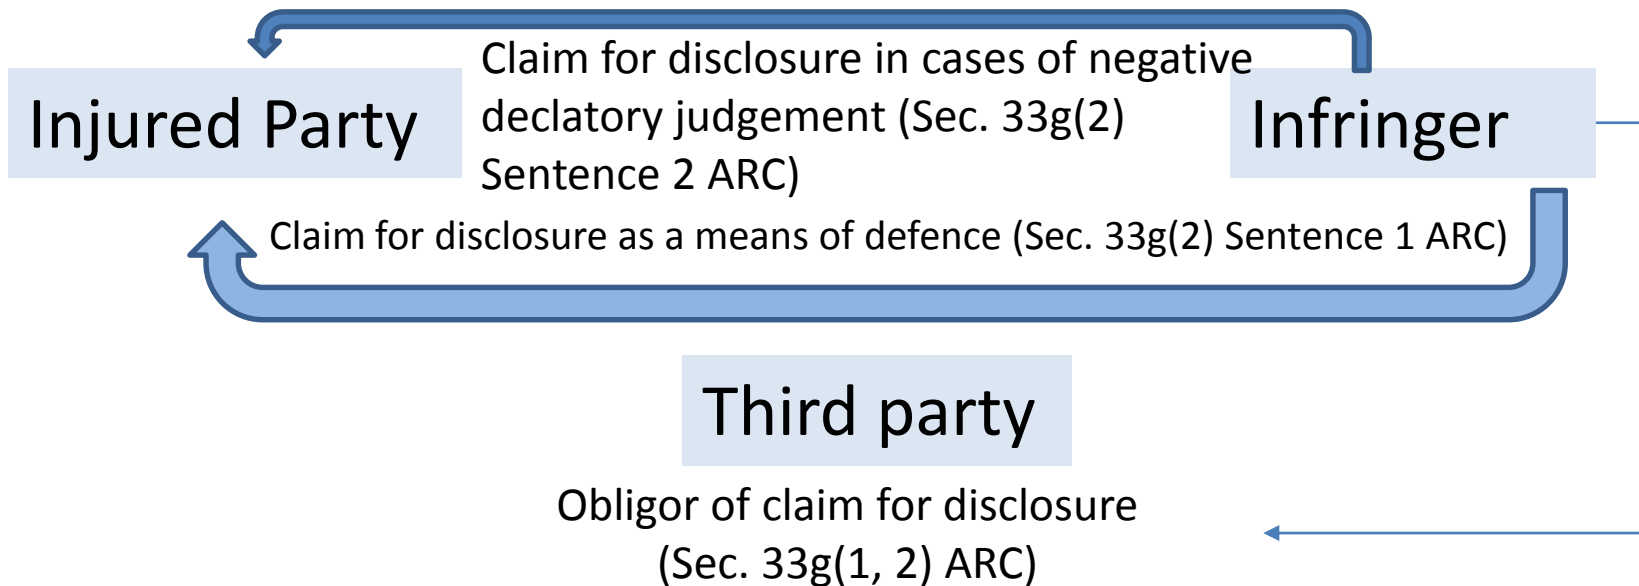 Injured Party
Claim for disclosure in cases of negative
declatory judgement (Sec. 33g(2)
Sentence 2 ARC)
Infringer
Claim for disclosure as a means of defence (Sec. 33g(2) Sentence 1 ARC)
Third party
Obligor of claim for disclosure
(Sec. 33g(1, 2) ARC)